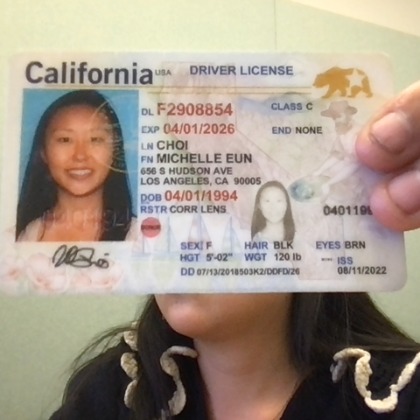 California USA DRIVER LICENSE
DL F2908854 CLASS C
EXP 04/01/2026 END NONE
LN CHOI
FN MICHELLE EUN
656 S HUDSON AVE
LOS ANGELES, CA 90005
DOB 04/01/1994
RSTR CORR LENS 040119
DONOR
SEX F HAIR BLK EYES BRN
HGT 5'-02" WGT 120 lb ISS
DD 07/13/2018503K2/DDFD/26 08/11/2022